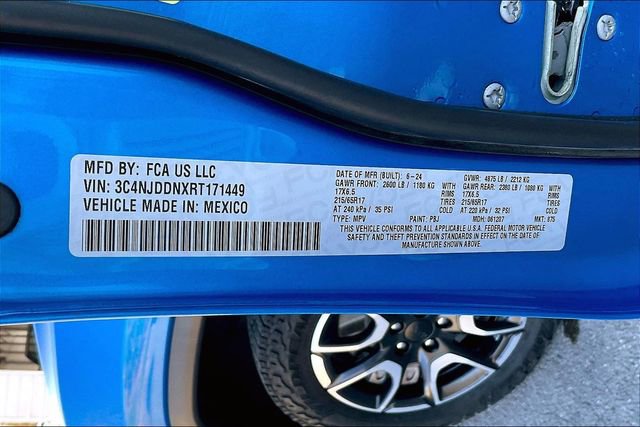 MFD BY: FCA US LLC
VIN: 3C4NJDDNXRT171449
VEHICLE MADE IN: MEXICO
DATE OF MFR (BUILT): 6-24 GVWR: 4875 LB / 2212 KG
GAWR FRONT: 2600 LB / 1180 KG WITH GAWR REAR: 2380 LB / 1080 KG WITH
17X6.5 RIMS 17X6.5 RIMS
215/65R17 TIRES 215/65R17 TIRES
AT 240 kPa / 35 PSI COLD AT 220 kPa / 32 PSI COLD
TYPE: MPV PAINT: PBJ MDH: 061207 MKT: 875
THIS VEHICLE CONFORMS TO ALL APPLICABLE U.S.A. FEDERAL MOTOR VEHICLE
SAFETY AND THEFT PREVENTION STANDARDS IN EFFECT ON THE DATE OF
MANUFACTURE SHOWN ABOVE.